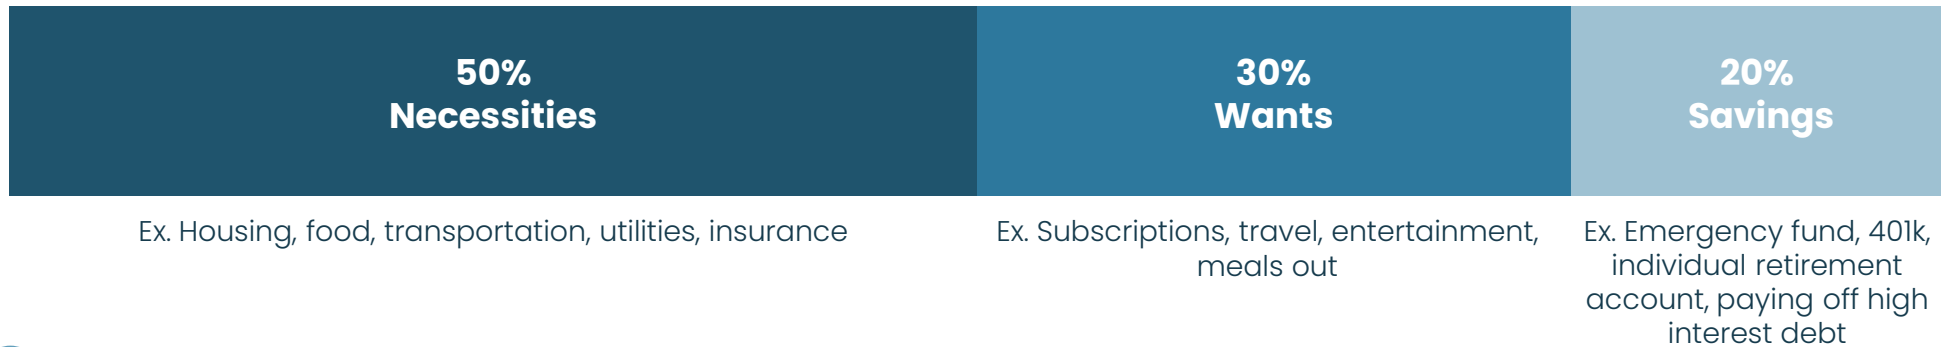 50%
Necessities
30%
Wants
20%
Savings
Ex. Housing, food, transportation, utilities, insurance
Ex. Subscriptions, travel, entertainment,
meals out
Ex. Emergency fund, 401k,
individual retirement
account, paying off high
interest debt